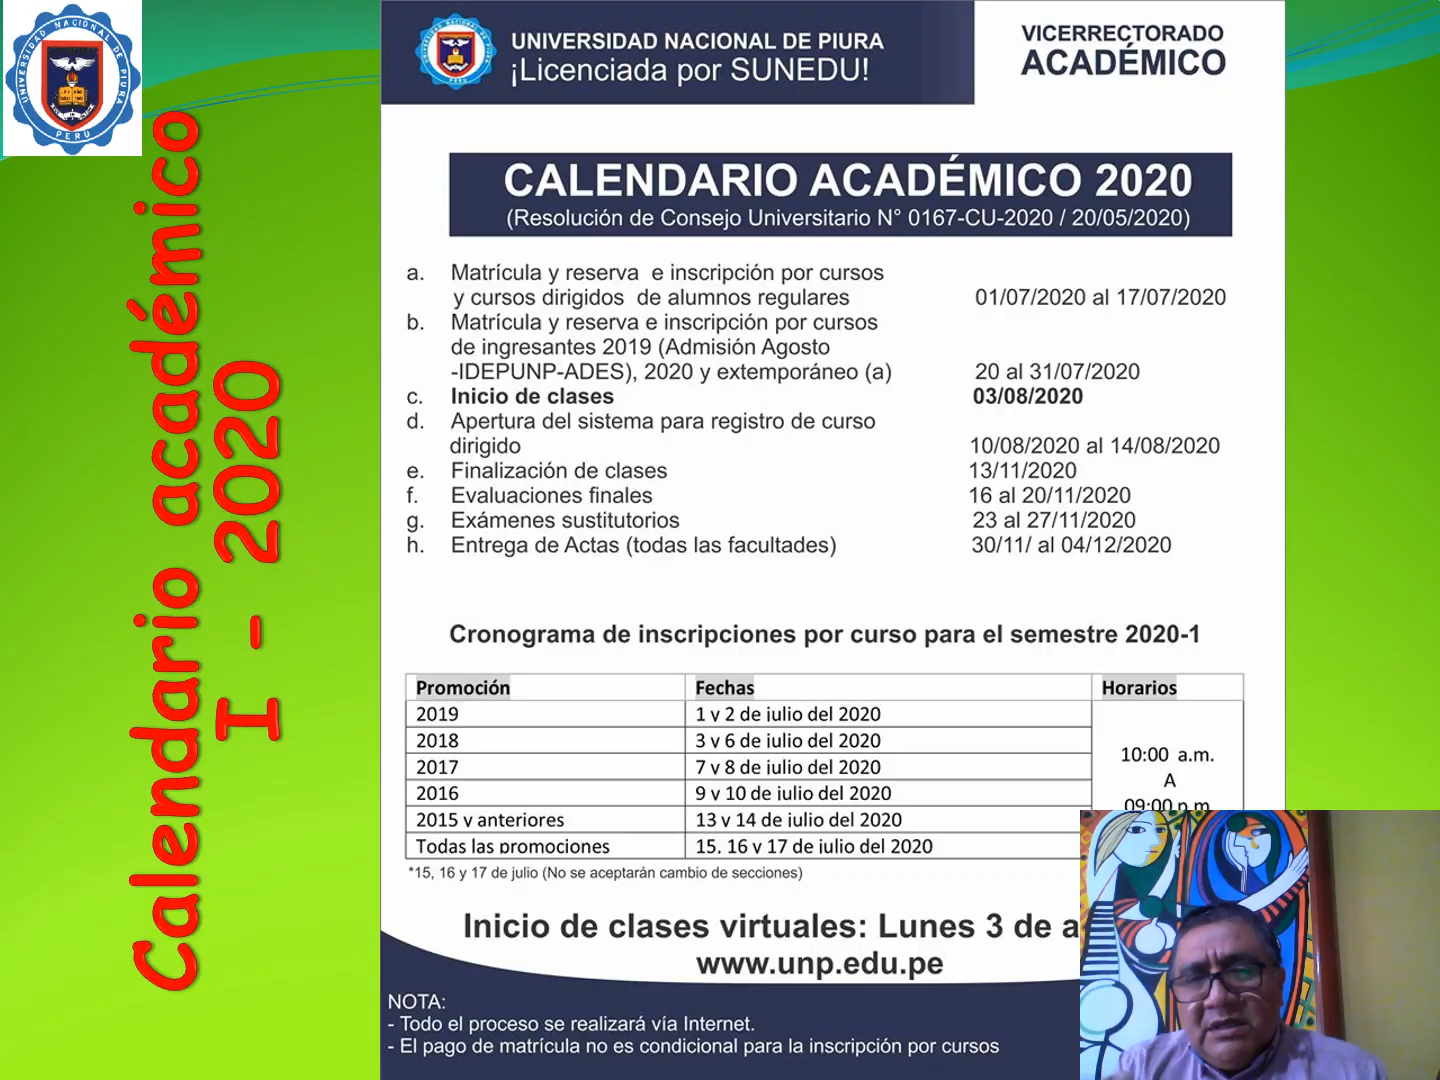 UNIVERSIDAD NACIONAL DE PIURA
PERU
Calendario académico
I - 2020
UNIVERSIDAD NACIONAL DE PIURA
¡Licenciada por SUNEDU!
VICERRECTORADO
ACADÉMICO
CALENDARIO ACADÉMICO 2020
(Resolución de Consejo Universitario N° 0167-CU-2020 / 20/05/2020)
a. Matrícula y reserva e inscripción por cursos
y cursos dirigidos de alumnos regulares 01/07/2020 al 17/07/2020
b. Matrícula y reserva e inscripción por cursos
de ingresantes 2019 (Admisión Agosto
-IDEPUNP-ADES), 2020 y extemporáneo (a) 20 al 31/07/2020
c. Inicio de clases 03/08/2020
d. Apertura del sistema para registro de curso
dirigido 10/08/2020 al 14/08/2020
e. Finalización de clases 13/11/2020
f. Evaluaciones finales 16 al 20/11/2020
g. Exámenes sustitutorios 23 al 27/11/2020
h. Entrega de Actas (todas las facultades) 30/11/ al 04/12/2020
Cronograma de inscripciones por curso para el semestre 2020-1
Promoción Fechas Horarios
2019 1 y 2 de julio del 2020
2018 3 y 6 de julio del 2020
2017 7 y 8 de julio del 2020
2016 9 y 10 de julio del 2020
2015 y anteriores 13 y 14 de julio del 2020
Todas las promociones 15, 16 y 17 de julio del 2020
10:00 a.m.
A
09:00 p.m.
*15, 16 y 17 de julio (No se aceptarán cambio de secciones)
Inicio de clases virtuales: Lunes 3 de a
www.unp.edu.pe
NOTA:
- Todo el proceso se realizará vía Internet.
- El pago de matrícula no es condicional para la inscripción por cursos